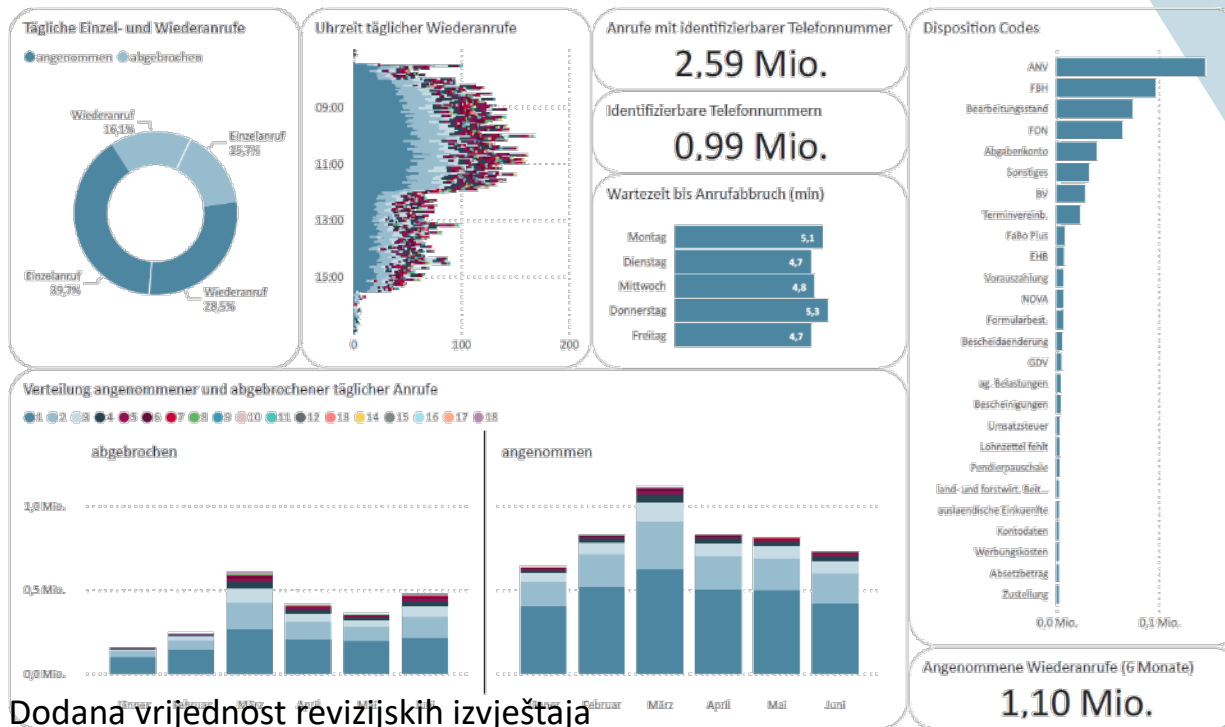 Tägliche Einzel- und Wiederanrufe
angenommen abgebrochen
Wiederanruf
16,1%
Einzelanruf
15,7%
Einzelanruf
39,7%
Wiederanruf
28,5%
Uhrzeit täglicher Wiederanrufe
09:00
11:00
13:00
15:00
0 100 200
Anrufe mit identifizierbarer Telefonnummer
2,59 Mio.
Identifizierbare Telefonnummern
0,99 Mio.
Wartezeit bis Anrufabbruch (min)
Montag 5,1
Dienstag 4,7
Mittwoch 4,8
Donnerstag 5,3
Freitag 4,7
Disposition Codes
ANV
FBH
Bearbeitungsstand
FON
Abgabenkonto
Sonstiges
BV
Terminvereinb.
FaBo Plus
EHB
Vorauszahlung
NOVA
Formularbest.
Bescheidaenderung
GDV
ag. Belastungen
Bescheinigungen
Umsatzsteuer
Lohnzettel fehlt
Pendlerpauschale
land- und forstwirt. Beit...
auslaendische Einkuenfte
Kontodaten
Werbungskosten
Absetzbetrag
Zustellung
0,0 Mio. 0,1 Mio.
Verteilung angenommener und abgebrochener täglicher Anrufe
1 2 3 4 5 6 7 8 9 10 11 12 13 14 15 16 17 18
abgebrochen angenommen
1,0 Mio.
0,5 Mio.
0,0 Mio.
Jänner Februar März April Mai Juni Jänner Februar März April Mai Juni
Angenommene Wiederanrufe (6 Monate)
1,10 Mio.
Dodana vrijednost revizijskih izvještaja